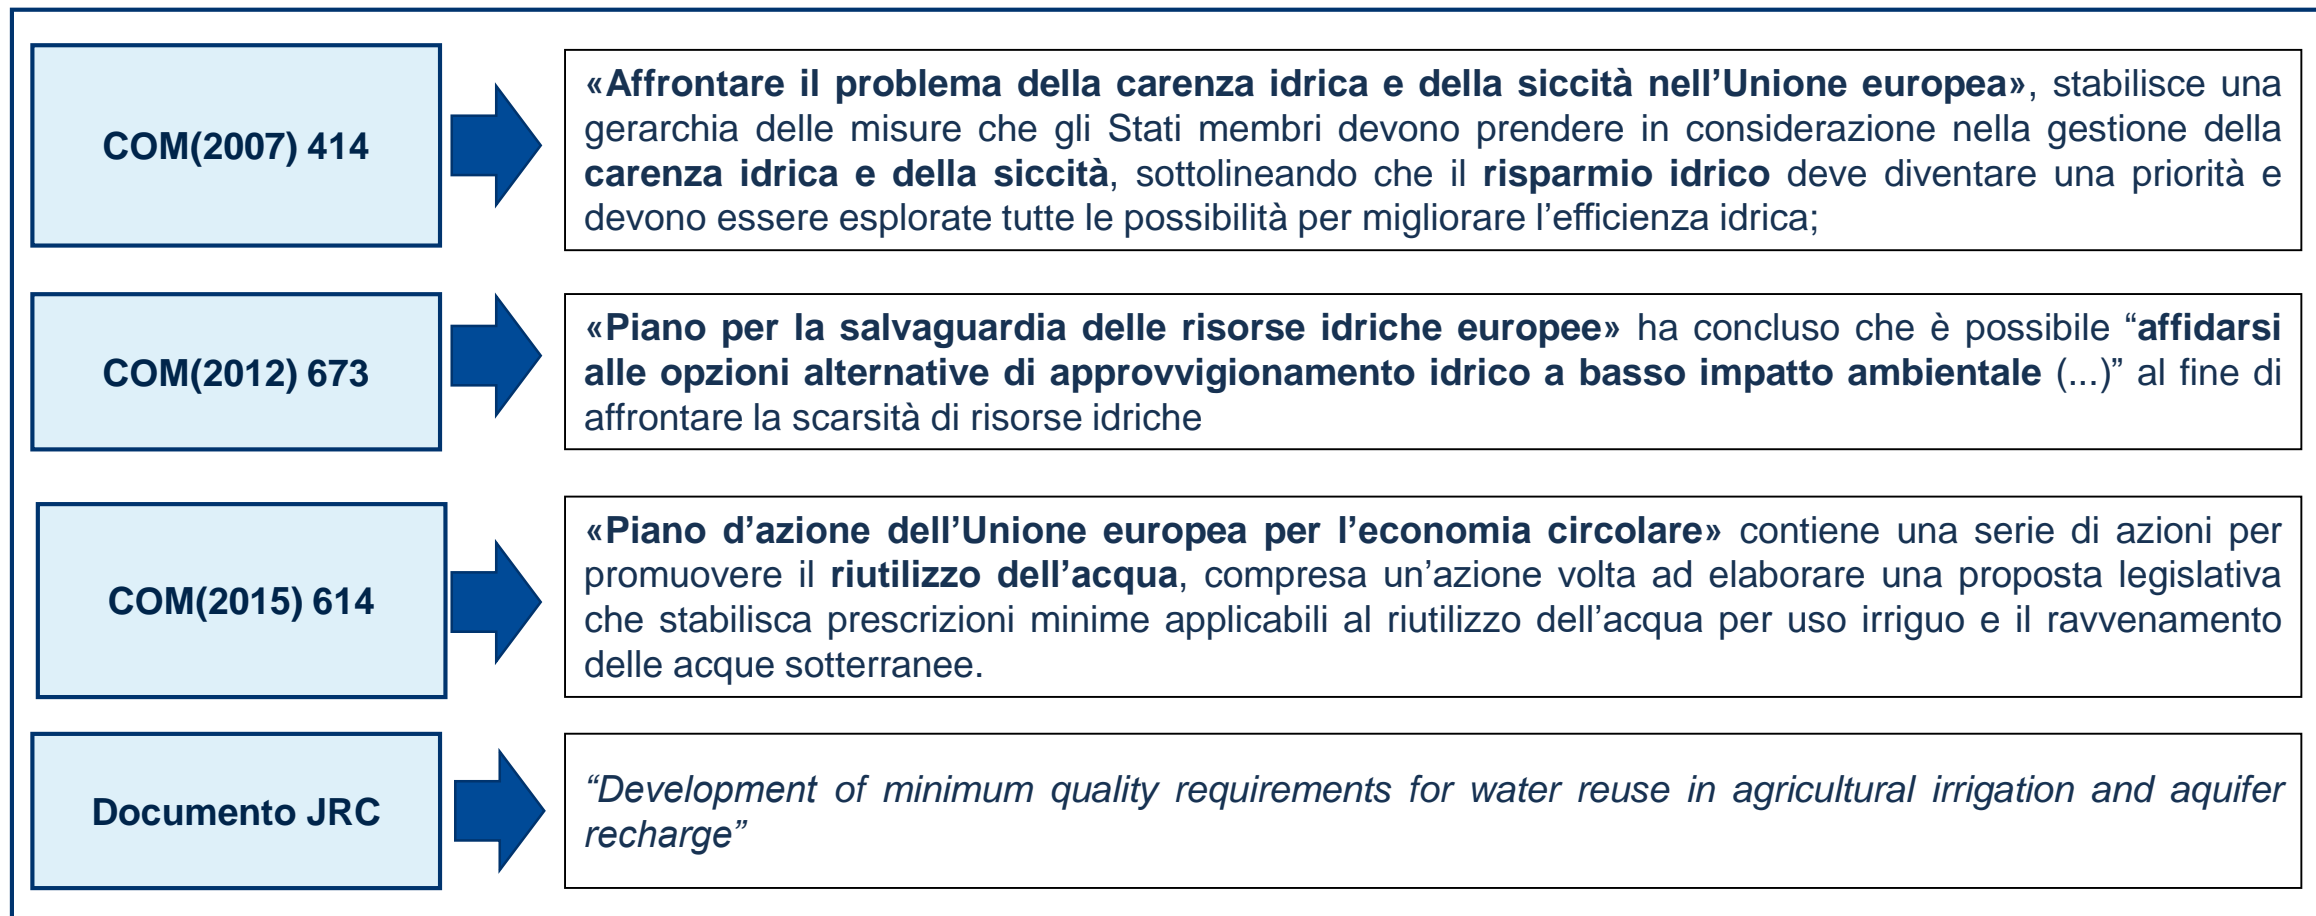 COM(2007) 414
«Affrontare il problema della carenza idrica e della siccità nell’Unione europea», stabilisce una
gerarchia delle misure che gli Stati membri devono prendere in considerazione nella gestione della
carenza idrica e della siccità, sottolineando che il risparmio idrico deve diventare una priorità e
devono essere esplorate tutte le possibilità per migliorare l’efficienza idrica;
COM(2012) 673
«Piano per la salvaguardia delle risorse idriche europee» ha concluso che è possibile “affidarsi
alle opzioni alternative di approvvigionamento idrico a basso impatto ambientale (...)” al fine di
affrontare la scarsità di risorse idriche
COM(2015) 614
«Piano d’azione dell’Unione europea per l’economia circolare» contiene una serie di azioni per
promuovere il riutilizzo dell’acqua, compresa un’azione volta ad elaborare una proposta legislativa
che stabilisca prescrizioni minime applicabili al riutilizzo dell’acqua per uso irriguo e il ravvenamento
delle acque sotterranee.
Documento JRC
“Development of minimum quality requirements for water reuse in agricultural irrigation and aquifer
recharge”